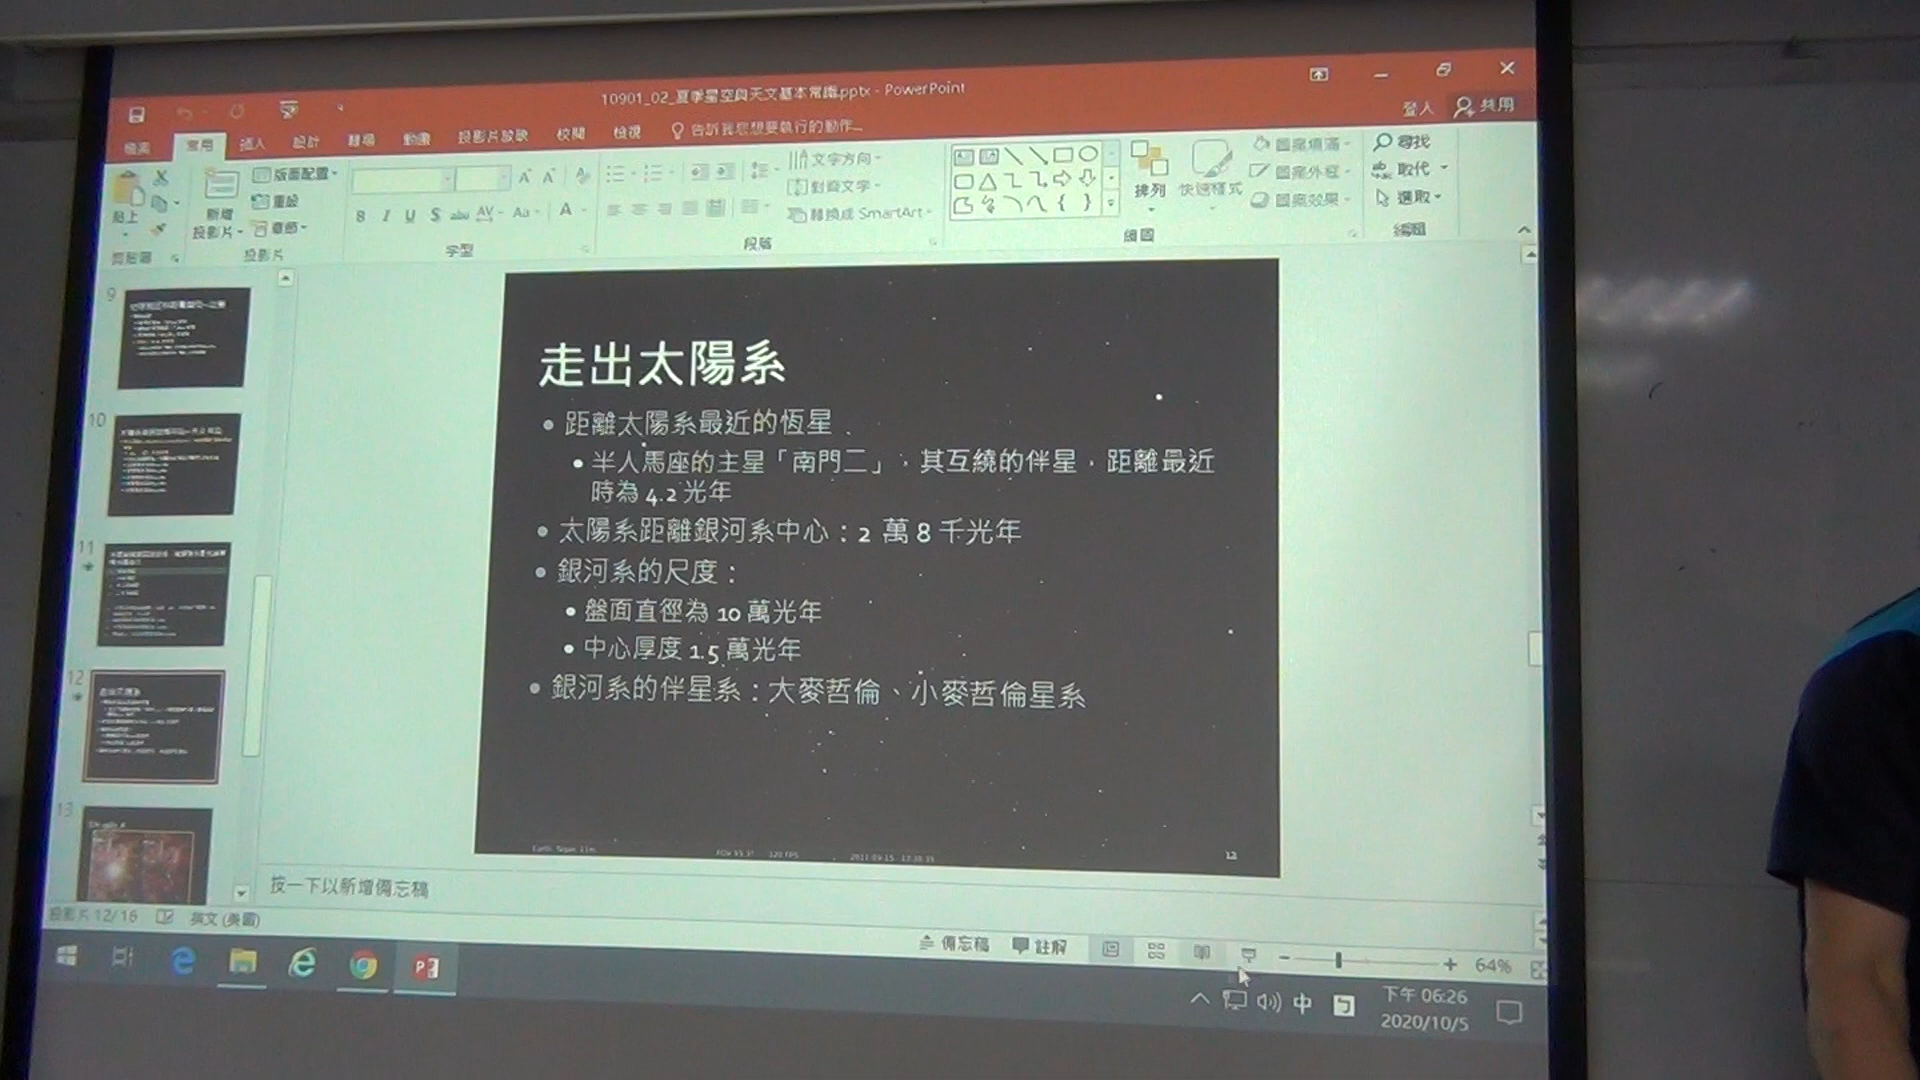 10901_02_夏季星空與天文基本常識.pptx - PowerPoint
登入 共用
檔案 常用 插入 設計 轉場 動畫 投影片放映 校閱 檢視 告訴我您想要執行的動作...
貼上
新增
投影片
版面配置
重設
章節
B I U S abc AV Aa A
文字方向
對齊文字
轉換成 SmartArt
排列
快速樣式
圖案填滿
圖案外框
圖案效果
尋找
取代
選取
剪貼簿 投影片 字型 段落 繪圖 編輯
9
10
11
12
13
走出太陽系
距離太陽系最近的恆星
半人馬座的主星「南門二」，其互繞的伴星，距離最近
時為 4.2 光年
太陽系距離銀河系中心：2 萬 8 千光年
銀河系的尺度：
盤面直徑為 10 萬光年
中心厚度 1.5 萬光年
銀河系的伴星系：大麥哲倫、小麥哲倫星系
12
按一下以新增備忘稿
投影片 12/16 英文 (美國)
備忘稿 註解 64%
中
下午 06:26
2020/10/5